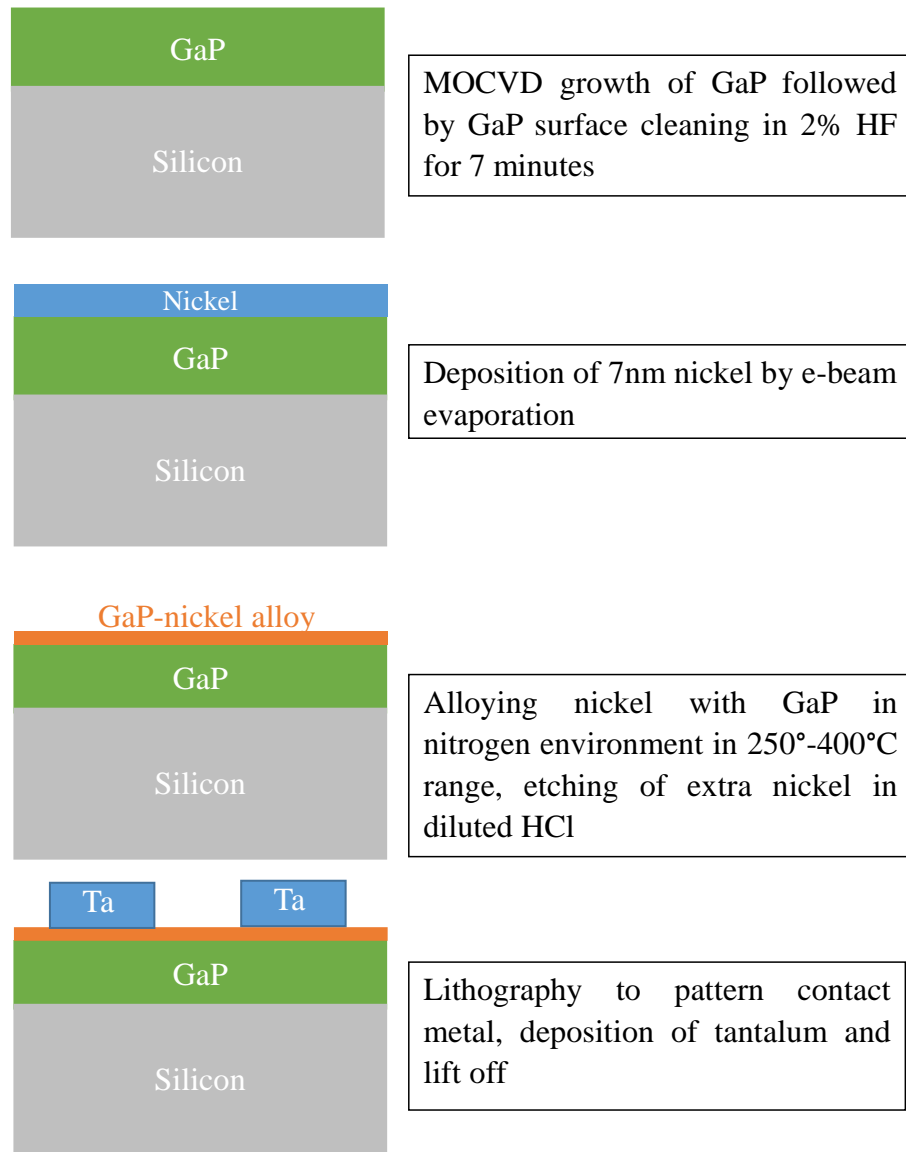 GaP
Silicon
MOCVD growth of GaP followed
by GaP surface cleaning in 2% HF
for 7 minutes
Nickel
GaP
Silicon
Deposition of 7nm nickel by e-beam
evaporation
GaP-nickel alloy
GaP
Silicon
Alloying nickel with GaP in
nitrogen environment in 250°-400°C
range, etching of extra nickel in
diluted HCl
Ta
Ta
GaP
Silicon
Lithography to pattern contact
metal, deposition of tantalum and
lift off